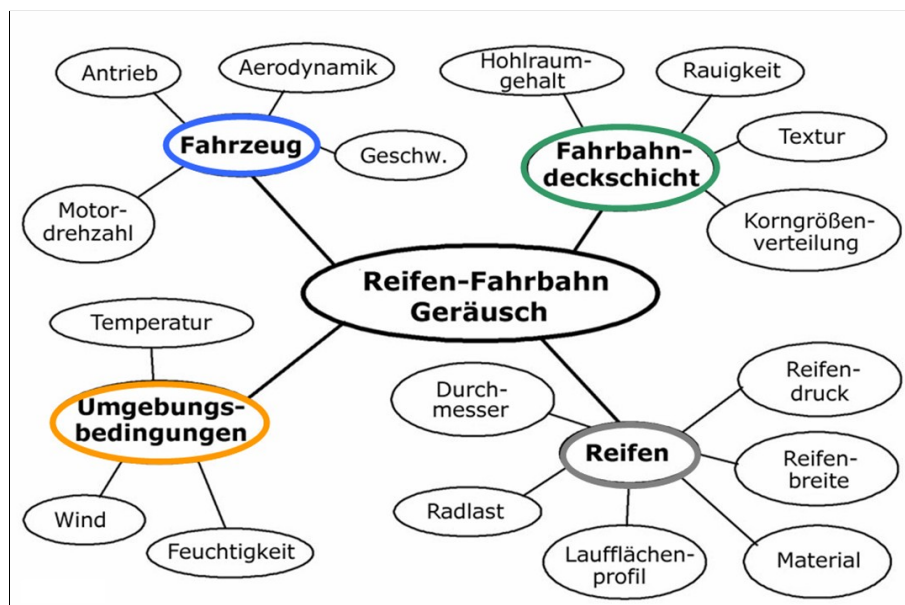 Antrieb
Aerodynamik
Fahrzeug
Geschw.
Motor-
drehzahl
Hohlraum-
gehalt
Rauigkeit
Fahrbahn-
deckschicht
Textur
Korngrößen-
verteilung
Reifen-Fahrbahn
Geräusch
Temperatur
Umgebungs-
bedingungen
Wind
Feuchtigkeit
Durch-
messer
Reifen-
druck
Reifen
Reifen-
breite
Radlast
Laufflächen-
profil
Material